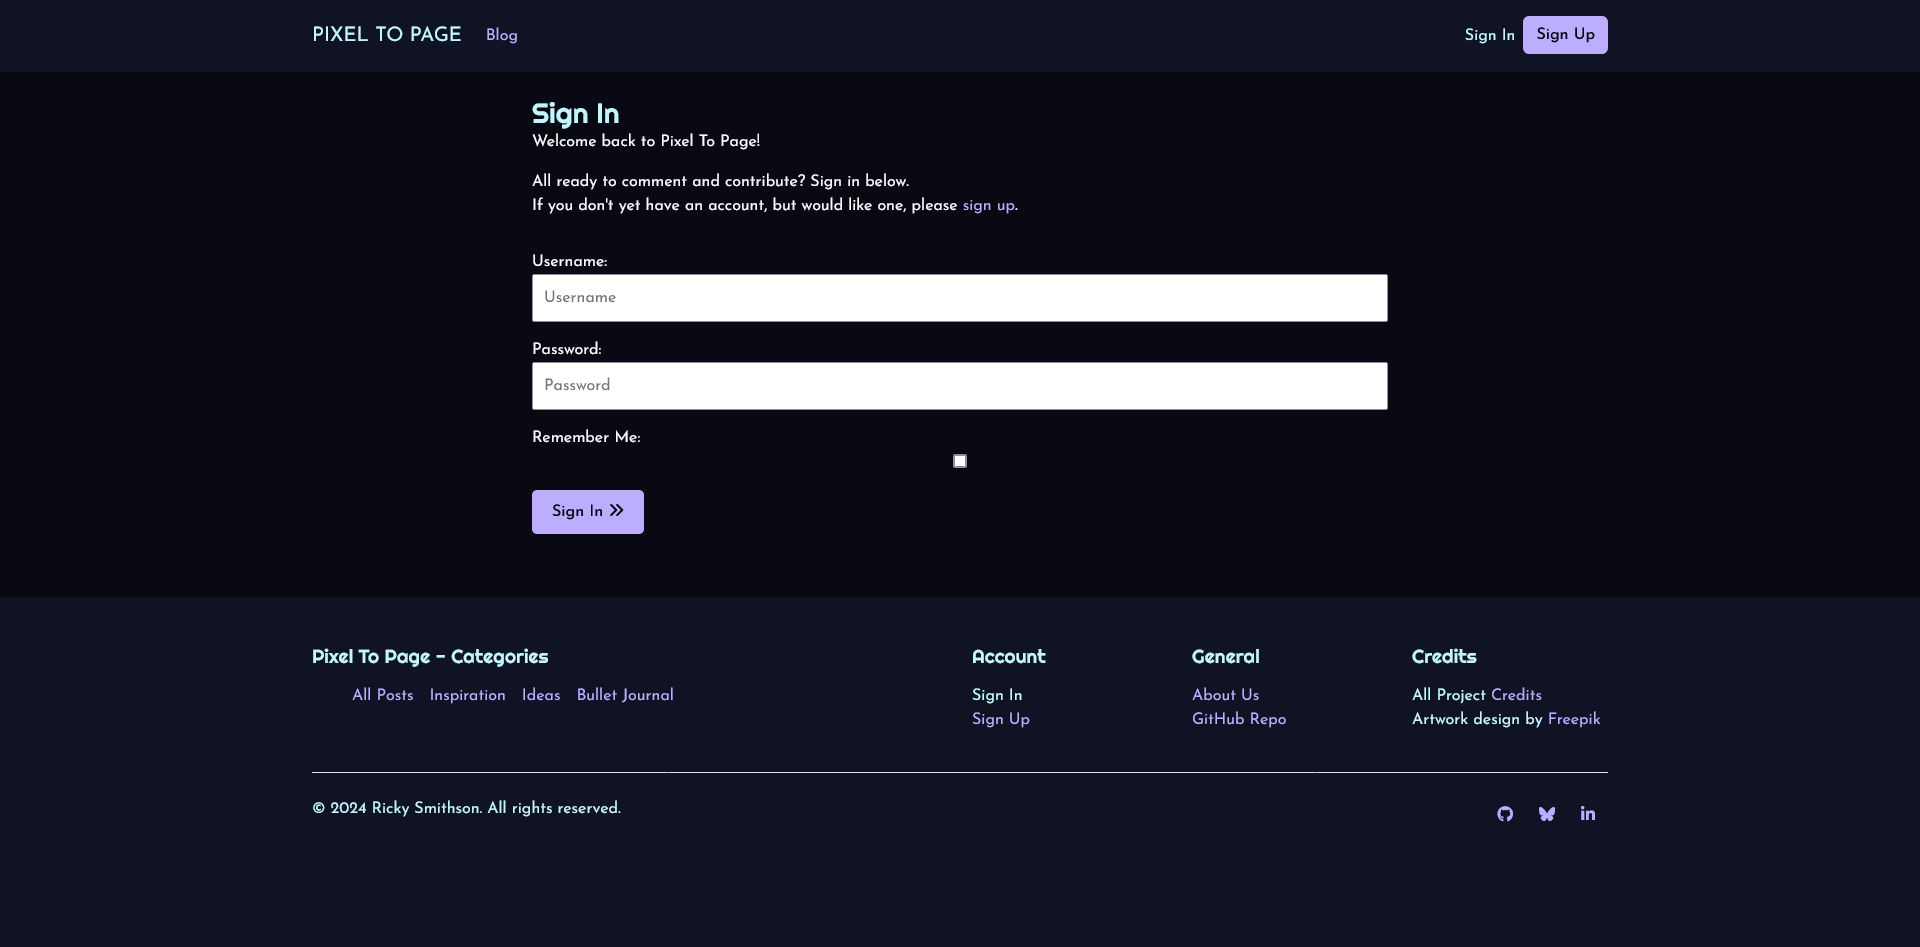 PIXEL TO PAGE Blog Sign In Sign Up
Sign In
Welcome back to Pixel To Page!
All ready to comment and contribute? Sign in below.
If you don't yet have an account, but would like one, please sign up.
Username:
Username
Password:
Password
Remember Me:
Sign In
Pixel To Page - Categories
All Posts Inspiration Ideas Bullet Journal
Account
Sign In
Sign Up
General
About Us
GitHub Repo
Credits
All Project Credits
Artwork design by Freepik
© 2024 Ricky Smithson. All rights reserved.